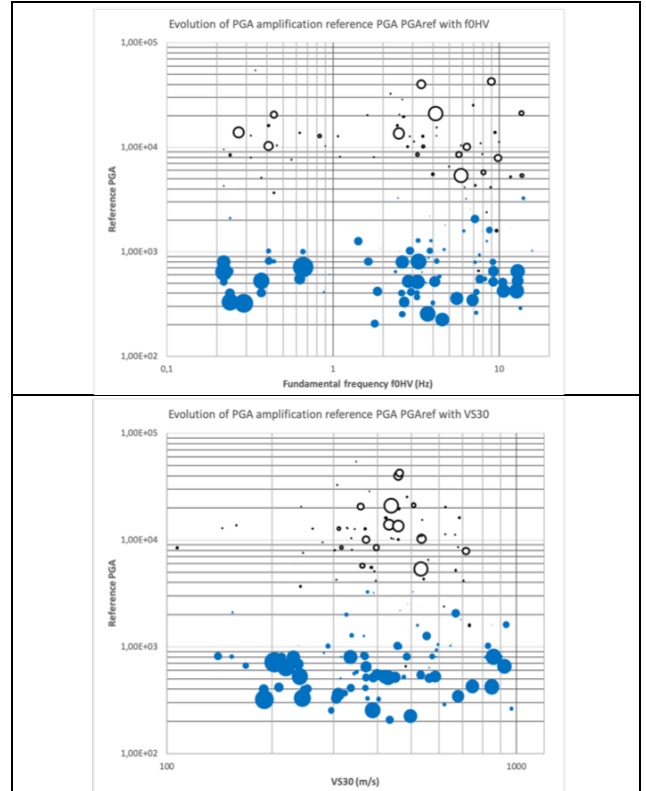 Evolution of PGA amplification reference PGA PGAref with f0HV
1,00E+05
1,00E+04
Reference PGA
1,00E+03
1,00E+02
0,1
1
10
Fundamental frequency f0HV (Hz)
Evolution of PGA amplification reference PGA PGAref with VS30
1,00E+05
1,00E+04
Reference PGA
1,00E+03
1,00E+02
100
1000
VS30 (m/s)